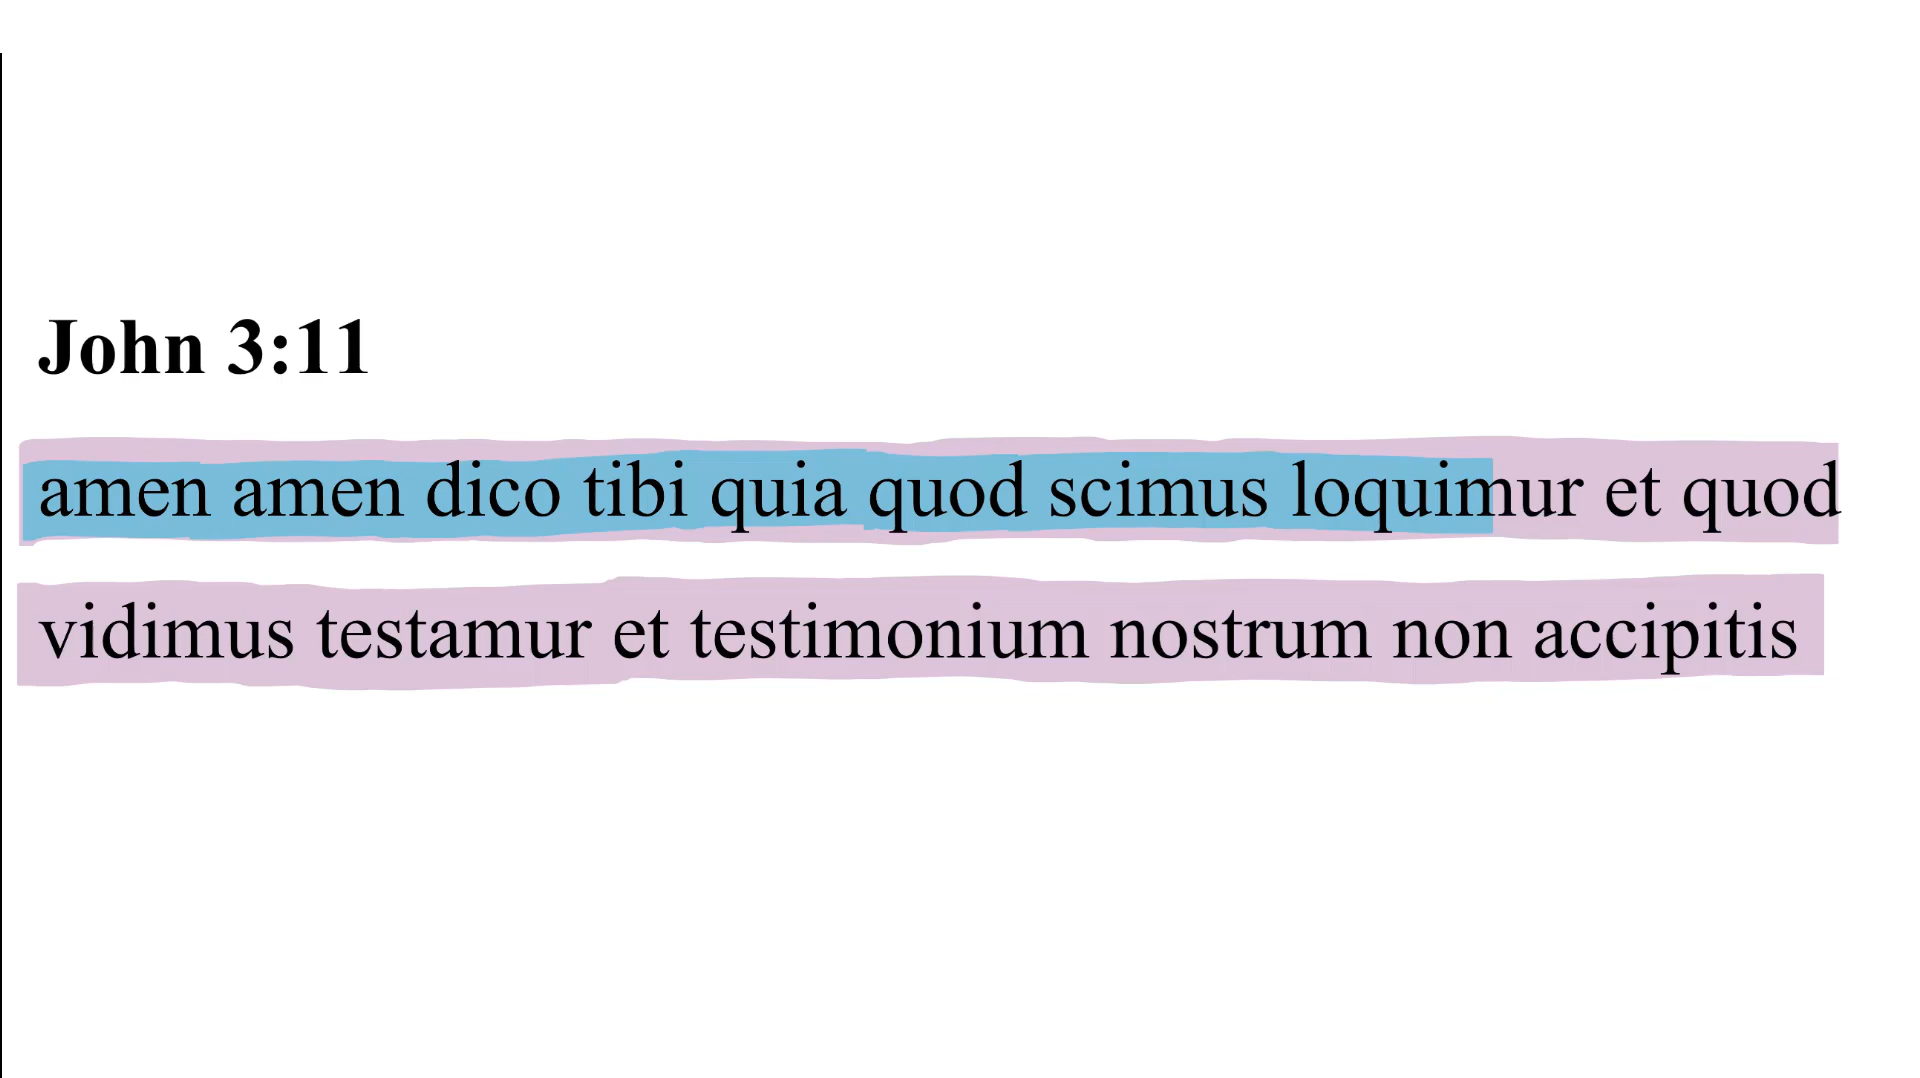 John 3:11
amen amen dico tibi quia quod scimus loquimur et quod
vidimus testamur et testimonium nostrum non accipitis